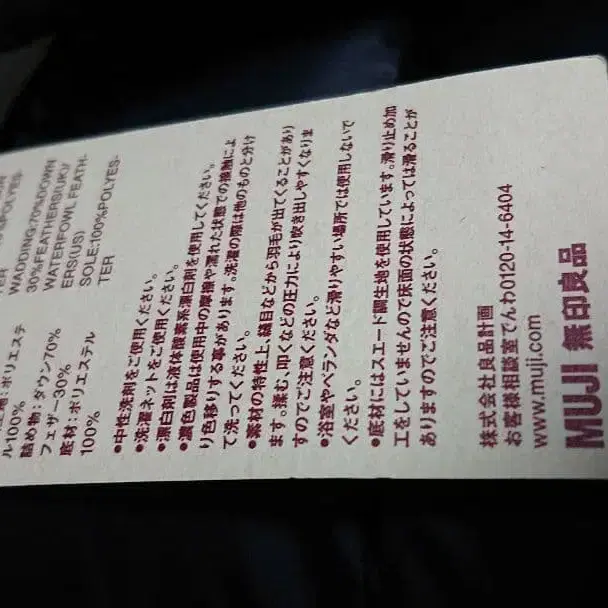 ル100%
詰め物:ダウン70%
フェザー30%
底材:ポリエステル
100%
TER
WADDING:70%DOWN
30%FEATHERS(UK)/
WATERFOWL FEATH-
ERS(US)
SOLE:100%POLYES-
TER
●中性洗剤をご使用ください。
●洗濯ネットをご使用ください。
●漂白剤は液体酸素系漂白剤を使用してください。
●濃色製品は使用中の摩擦や濡れた状態での接触によ
り色移りする事があります。洗濯の際は他のものと分け
て洗ってください。
●素材の特性上、縫目などから羽毛が出てくることがあり
ます。揉む、叩くなどの圧力により吹き出しやすくなりま
すのでご注意ください。
●浴室やベランダなど滑りやすい場所では使用しないで
ください。
●底材にはスエード調生地を使用しています。滑り止め加
工をしていませんので床面の状態によっては滑ることが
ありますのでご注意ください。
株式会社良品計画
お客様相談室でんわ0120-14-6404
www.muji.com
MUJI 無印良品